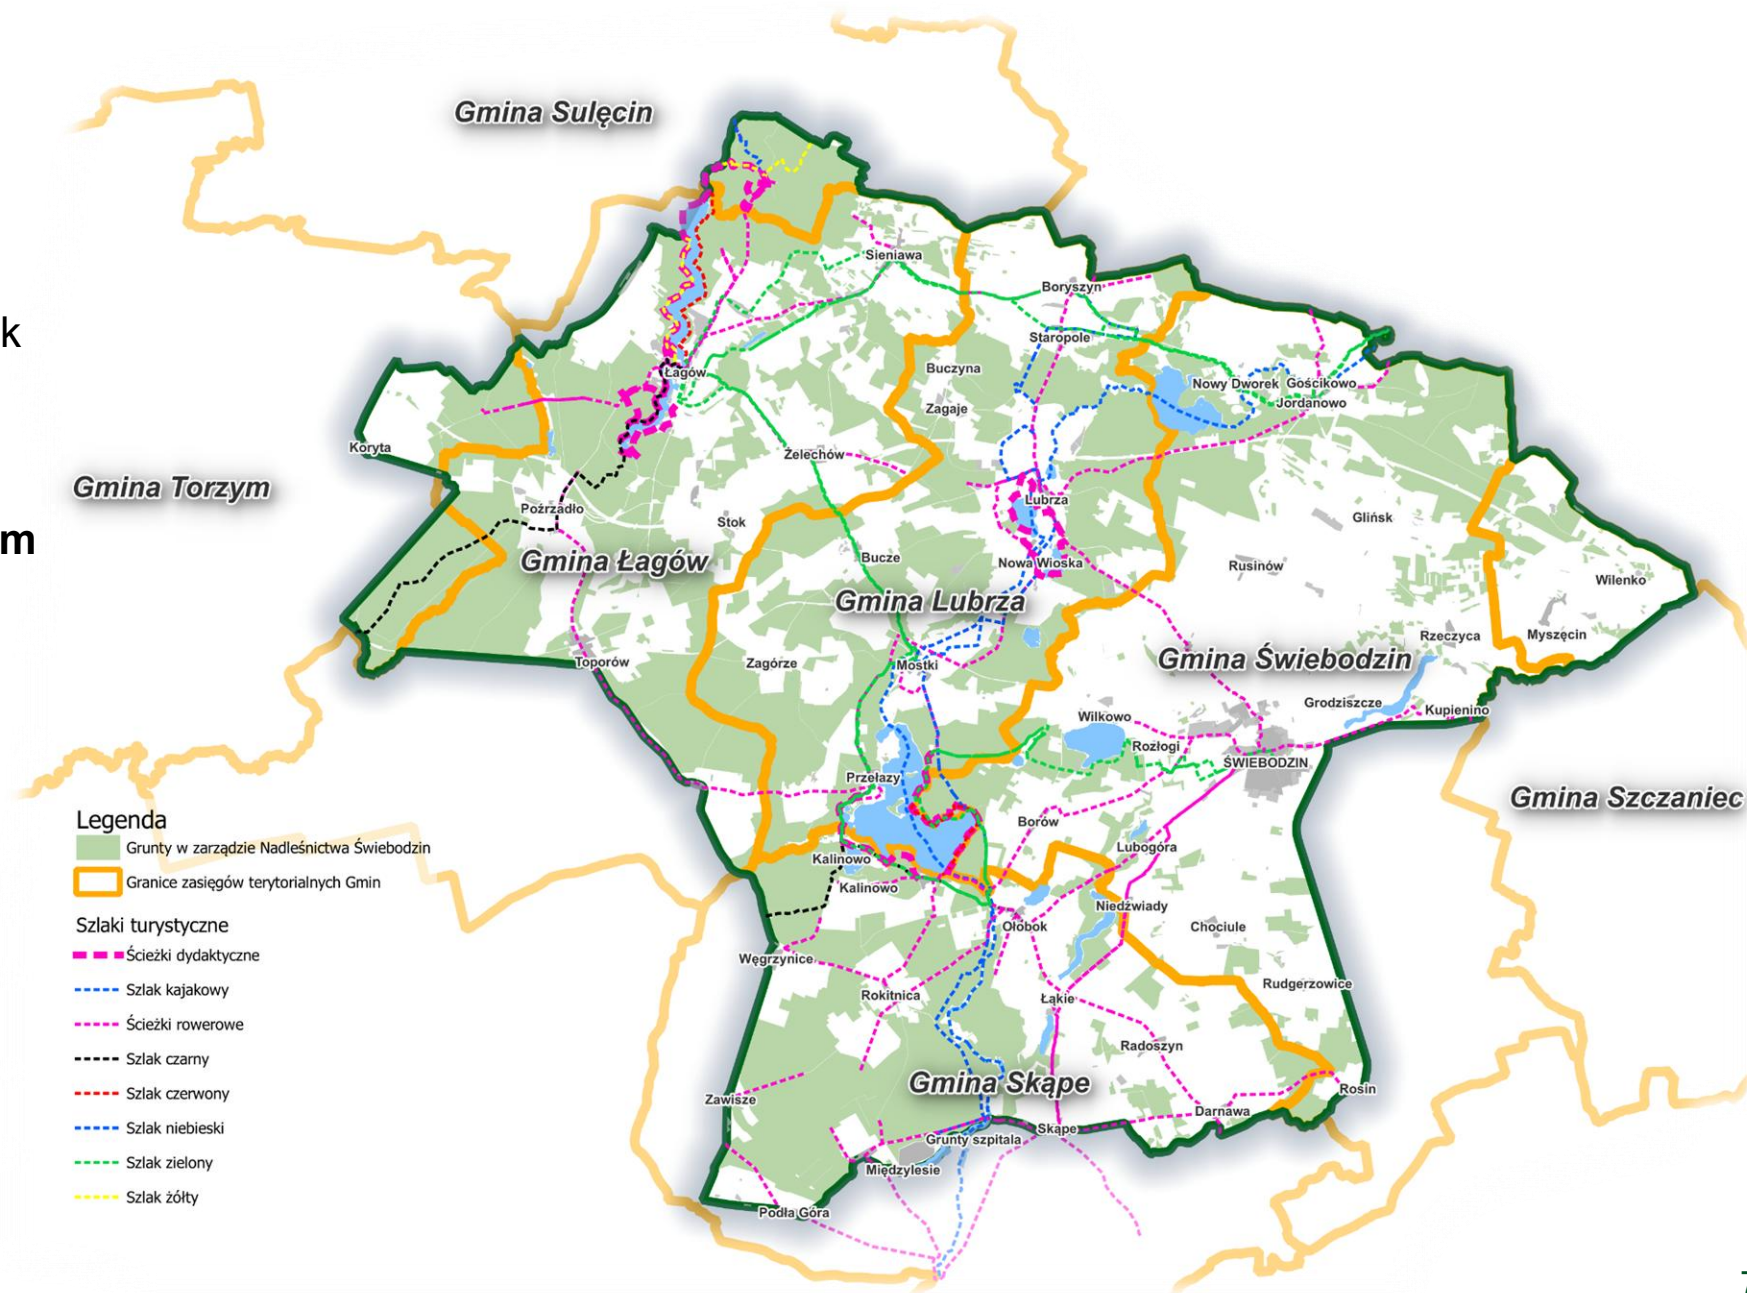 Gmina Sulęcin
Sieniawa
Boryszyn
k
Staropole
Łagów
Buczyna
Nowy Dworek
Gościkowo
Zagaje
Jordanowo
Koryta
Żelechów
Gmina Torzym
Lubrza
Poźrzadło
Stok
Glińsk
m
Gmina Łagów
Bucze
Nowa Wioska
Rusinów
Wilenko
Gmina Lubrza
Rzeczyca
Myszęcin
Toporów
Zagórze
Mostki
Gmina Świebodzin
Grodziszcze
Kupienino
Wilkowo
Rozłogi
ŚWIEBODZIN
Przełazy
Gmina Szczaniec
Legenda
Grunty w zarządzie Nadleśnictwa Świebodzin
Granice zasięgów terytorialnych Gmin
Szlaki turystyczne
Ścieżki dydaktyczne
Szlak kajakowy
Ścieżki rowerowe
Szlak czarny
Szlak czerwony
Szlak niebieski
Szlak zielony
Szlak żółty
Borów
Lubogóra
Kalinowo
Kalinowo
Niedźwiady
Ołobok
Chociule
Węgrzynice
Rudgerzowice
Rokitnica
Łąkie
Radoszyn
Gmina Skąpe
Zawisze
Rosin
Darnawa
Skąpe
Grunty szpitala
Międzylesie
Podła Góra